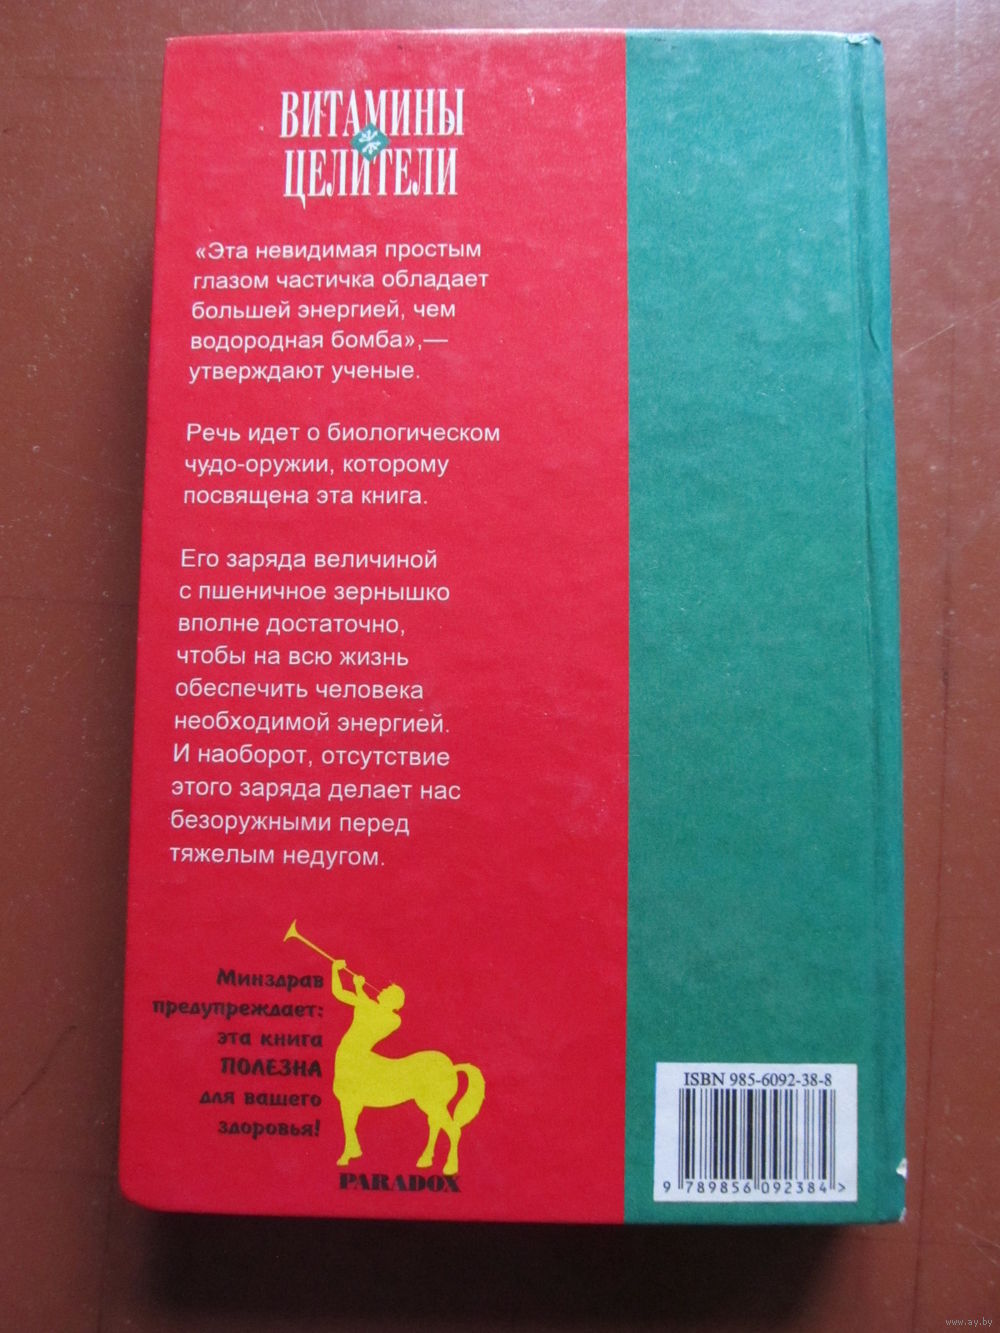 ВИТАМИНЫ
ЦЕЛИТЕЛИ
«Эта невидимая простым
глазом частичка обладает
большей энергией, чем
водородная бомба»,—
утверждают ученые.
Речь идет о биологическом
чудо-оружии, которому
посвящена эта книга.
Его заряда величиной
с пшеничное зернышко
вполне достаточно,
чтобы на всю жизнь
обеспечить человека
необходимой энергией.
И наоборот, отсутствие
этого заряда делает нас
безоружными перед
тяжелым недугом.
Минздрав
предупреждает:
эта книга
ПОЛЕЗНА
для вашего
здоровья!
PARADOX
ISBN 985-6092-38-8
9 789856 092384 >
www.ay.by